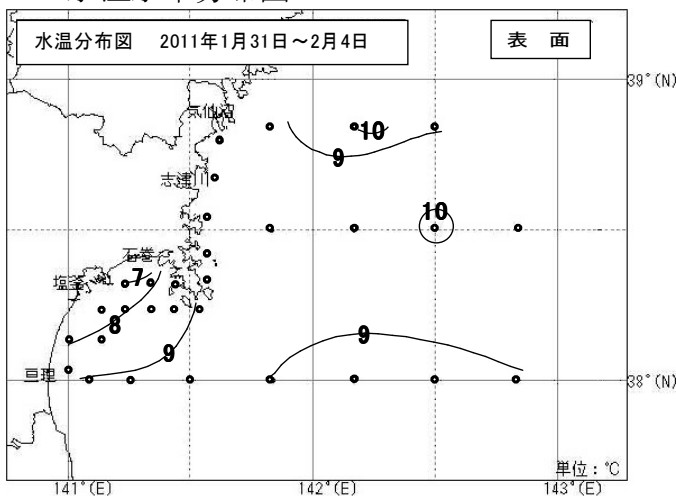 水温分布図 2011年1月31日～2月4日
表 面
39°(N)
気仙沼
10
9
志津川
10
石巻
塩釜
7
8
9
9
亘理
38°(N)
単位：℃
141°(E)
142°(E)
143°(E)